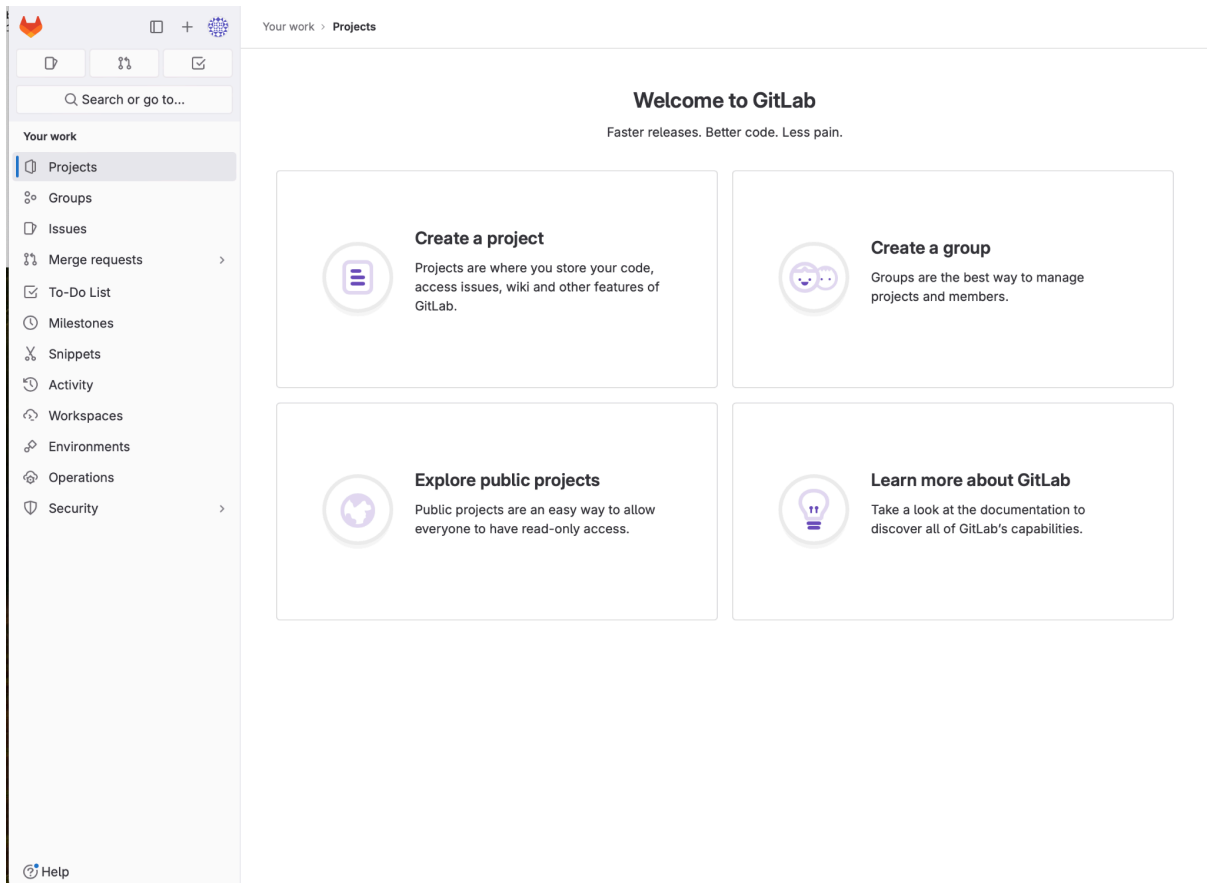 Your work > Projects
Search or go to...
Your work
Projects
Groups
Issues
Merge requests
To-Do List
Milestones
Snippets
Activity
Workspaces
Environments
Operations
Security
Help
Welcome to GitLab
Faster releases. Better code. Less pain.
Create a project
Projects are where you store your code,
access issues, wiki and other features of
GitLab.
Create a group
Groups are the best way to manage
projects and members.
Explore public projects
Public projects are an easy way to allow
everyone to have read-only access.
Learn more about GitLab
Take a look at the documentation to
discover all of GitLab's capabilities.